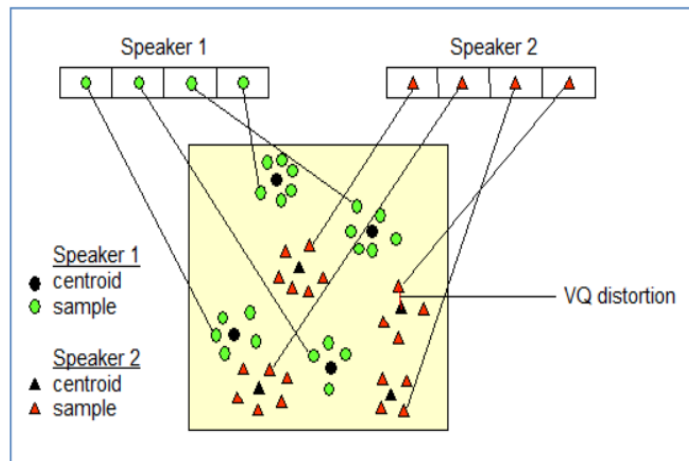 Speaker 1
Speaker 2
Speaker 1
centroid
sample
VQ distortion
Speaker 2
centroid
sample